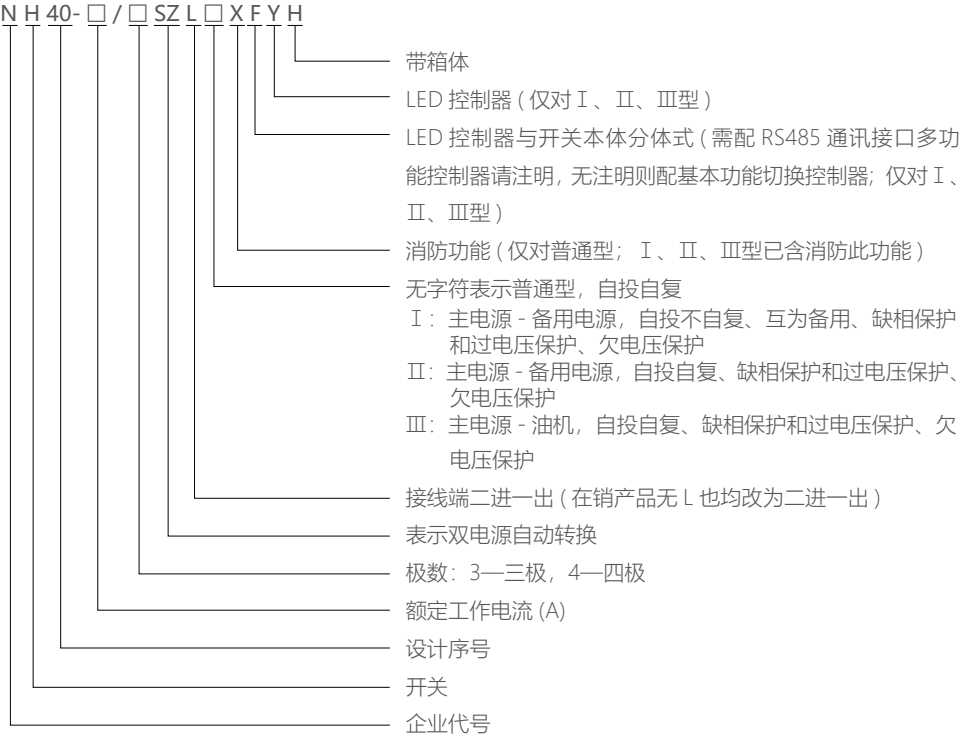 N H 40- □ / □ SZ L □ X F Y H
带箱体
LED 控制器 ( 仅对Ⅰ、Ⅱ、Ⅲ型 )
LED 控制器与开关本体分体式 ( 需配 RS485 通讯接口多功
能控制器请注明, 无注明则配基本功能切换控制器; 仅对Ⅰ、
Ⅱ、Ⅲ型 )
消防功能 ( 仅对普通型; Ⅰ、Ⅱ、Ⅲ型已含消防此功能 )
无字符表示普通型, 自投自复
Ⅰ: 主电源 - 备用电源, 自投不自复、互为备用、缺相保护
和过电压保护、欠电压保护
Ⅱ: 主电源 - 备用电源, 自投自复、缺相保护和过电压保护、
欠电压保护
Ⅲ: 主电源 - 油机, 自投自复、缺相保护和过电压保护、欠
电压保护
接线端二进一出 ( 在销产品无 L 也均改为二进一出 )
表示双电源自动转换
极数: 3—三极, 4—四极
额定工作电流 (A)
设计序号
开关
企业代号